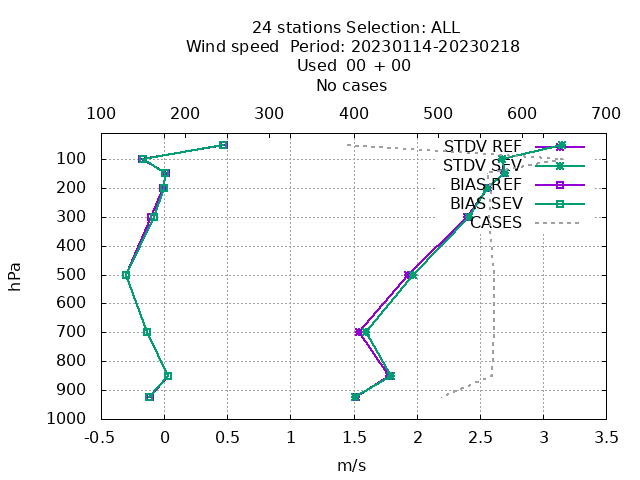 24 stations Selection: ALL
Wind speed  Period: 20230114-20230218
Used  00 + 00
No cases
100 200 300 400 500 600 700
STDV REF
STDV SEV
BIAS REF
BIAS SEV
CASES
100
200
300
400
500
600
700
800
900
1000
hPa
-0.5 0 0.5 1 1.5 2 2.5 3 3.5
m/s